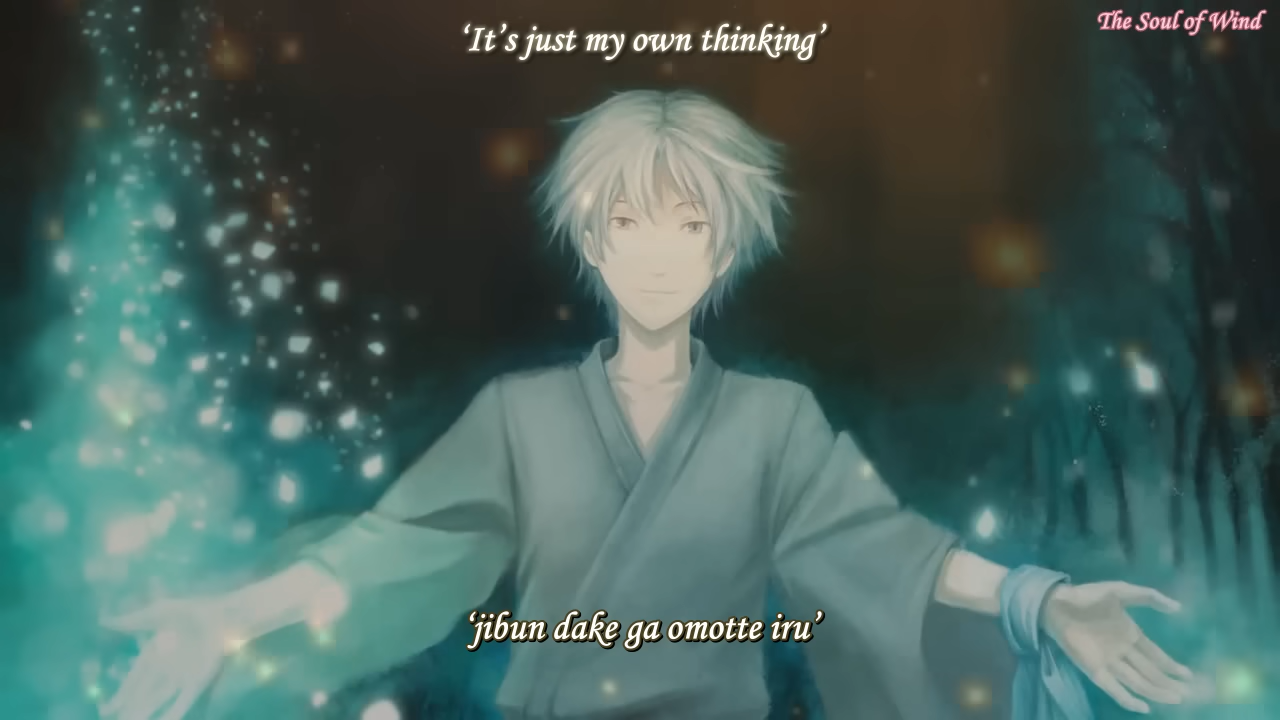 The Soul of Wind
‘It’s just my own thinking’
‘jibun dake ga omotte iru’